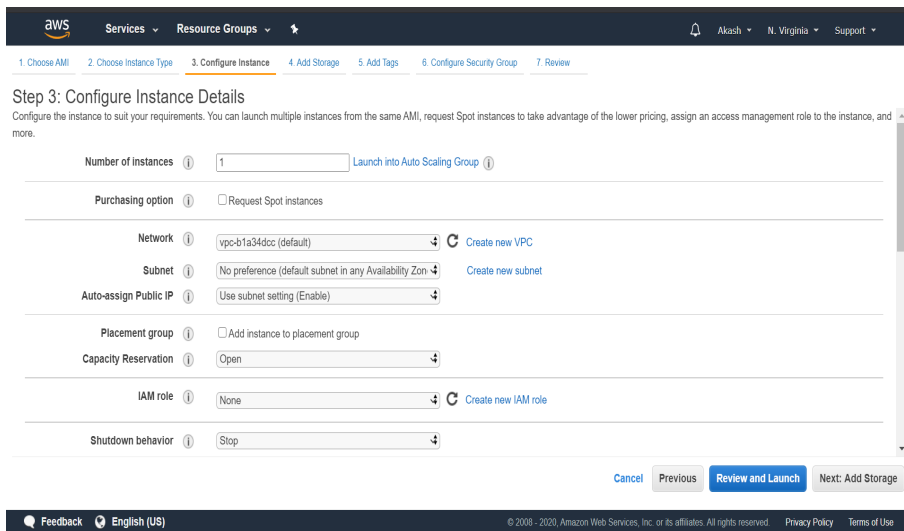 aws Services Resource Groups Akash N. Virginia Support
1. Choose AMI 2. Choose Instance Type 3. Configure Instance 4. Add Storage 5. Add Tags 6. Configure Security Group 7. Review
Step 3: Configure Instance Details
Configure the instance to suit your requirements. You can launch multiple instances from the same AMI, request Spot instances to take advantage of the lower pricing, assign an access management role to the instance, and
more.
Number of instances i 1 Launch into Auto Scaling Group i
Purchasing option i Request Spot instances
Network i vpc-b1a34dcc (default) Create new VPC
Subnet i No preference (default subnet in any Availability Zon Create new subnet
Auto-assign Public IP i Use subnet setting (Enable)
Placement group i Add instance to placement group
Capacity Reservation i Open
IAM role i None Create new IAM role
Shutdown behavior i Stop
Cancel Previous Review and Launch Next: Add Storage
Feedback English (US) © 2008 - 2020, Amazon Web Services, Inc. or its affiliates. All rights reserved. Privacy Policy Terms of Use